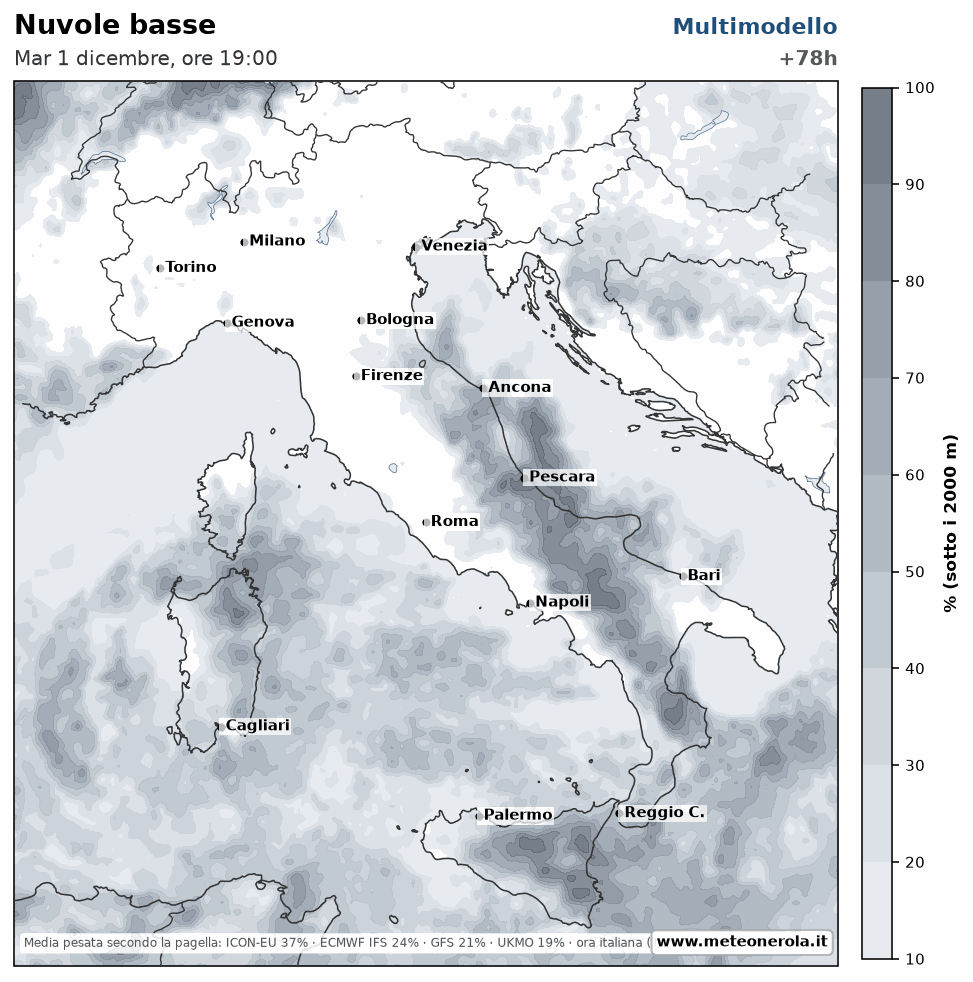 Nuvole basse
Multimodello
Mar 1 dicembre, ore 19:00
+78h
100
90
80
70
60
50
40
30
20
10
% (sotto i 2000 m)
Milano
Venezia
Torino
Genova
Bologna
Firenze
Ancona
Pescara
Roma
Bari
Napoli
Cagliari
Palermo
Reggio C.
Media pesata secondo la pagella: ICON-EU 37% · ECMWF IFS 24% · GFS 21% · UKMO 19% · ora italiana (
www.meteonerola.it